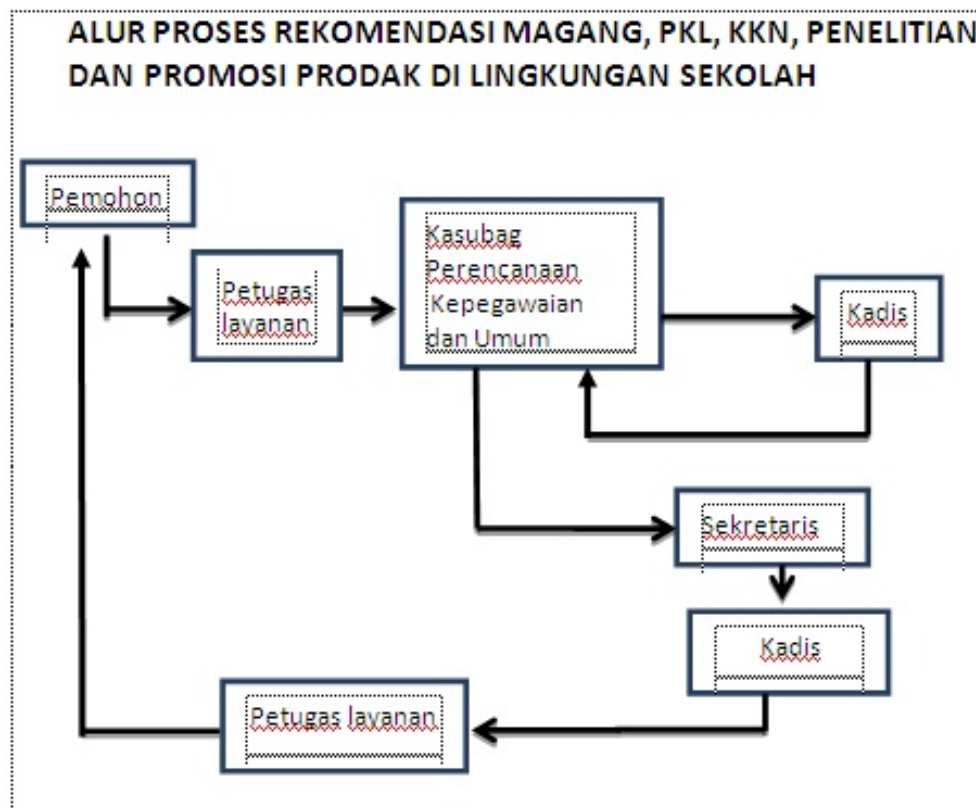 ALUR PROSES REKOMENDASI MAGANG, PKL, KKN, PENELITIAN
DAN PROMOSI PRODAK DI LINGKUNGAN SEKOLAH
Pemohon
Petugas
layanan
Kasubag
Perencanaan
Kepegawaian
dan Umum
Kadis
Sekretaris
Kadis
Petugas layanan